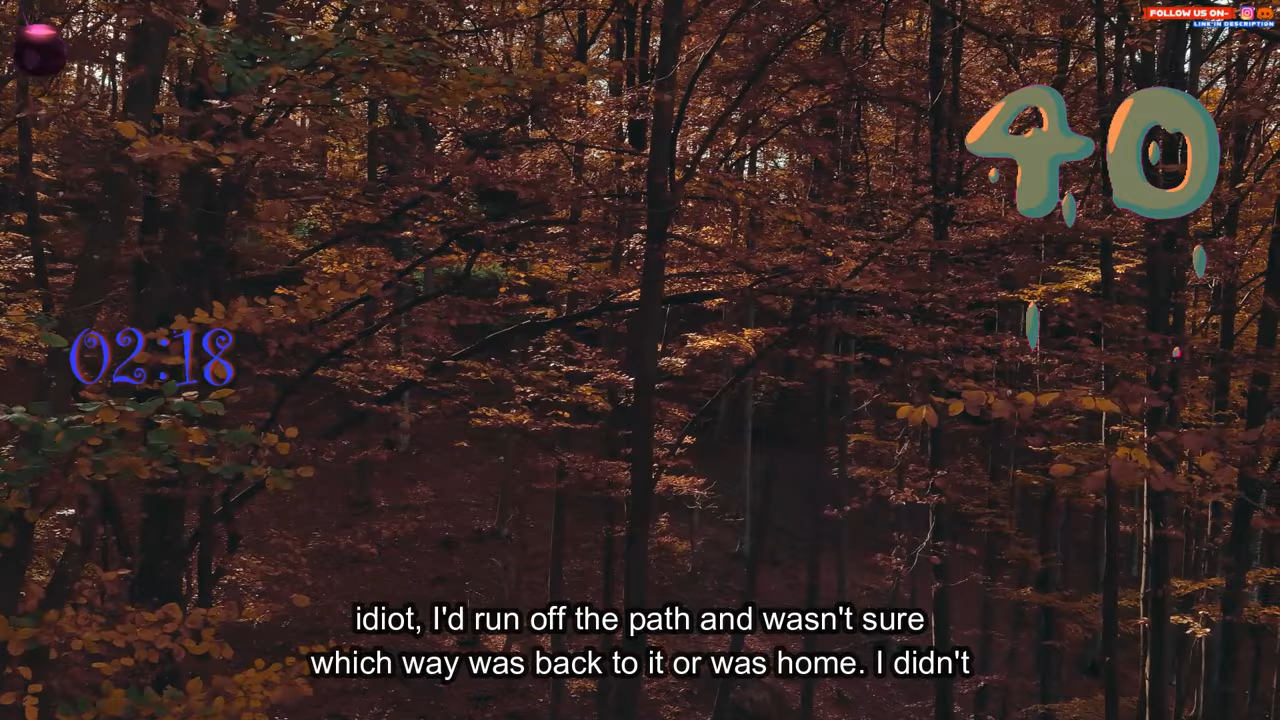 FOLLOW US ON-
LINK IN DESCRIPTION
40
02:18
idiot, I'd run off the path and wasn't sure
which way was back to it or was home. I didn't